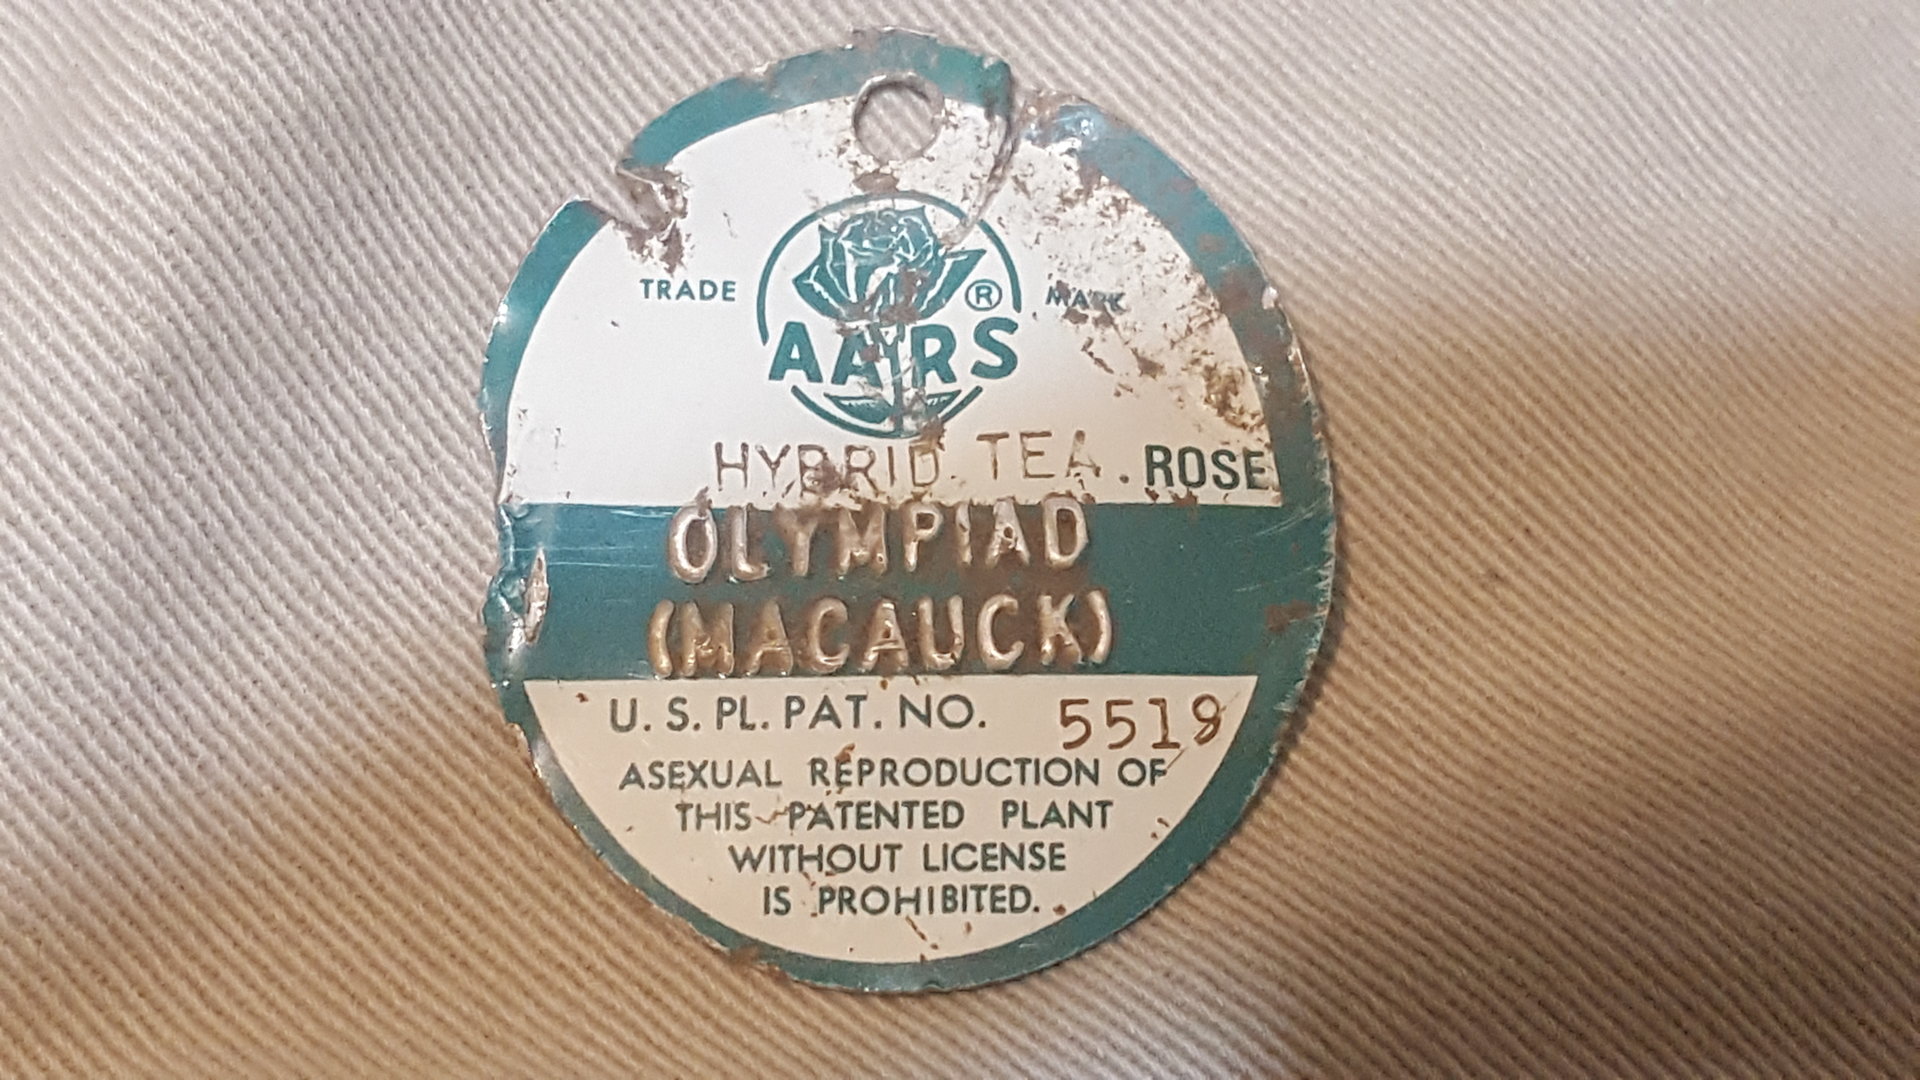 TRADE AARS ® MARK
HYBRID TEA. ROSE
OLYMPIAD
(MACAUCK)
U. S. PL. PAT. NO. 5519
ASEXUAL REPRODUCTION OF
THIS PATENTED PLANT
WITHOUT LICENSE
IS PROHIBITED.